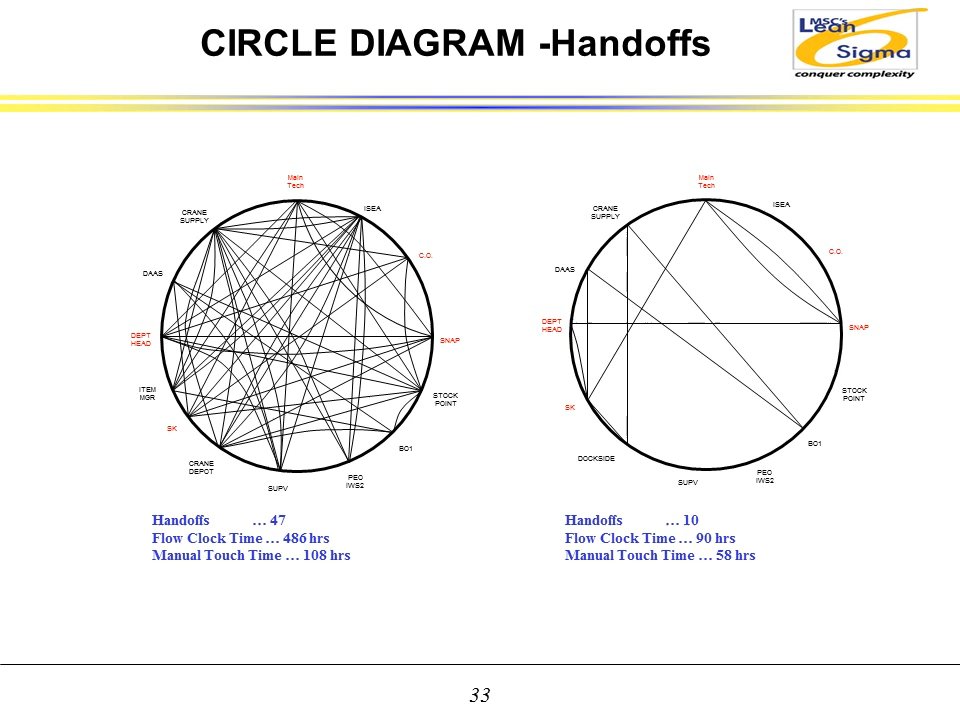 CIRCLE DIAGRAM -Handoffs
MSC's
Lean
Sigma
conquer complexity
Main
Tech
ISEA
CRANE
SUPPLY
C.O.
DAAS
DEPT
HEAD
SNAP
ITEM
MGR
STOCK
POINT
SK
BC1
CRANE
DEPOT
PEO
IWS2
SUPV
Handoffs … 47
Flow Clock Time … 486 hrs
Manual Touch Time … 108 hrs
Main
Tech
ISEA
CRANE
SUPPLY
C.O.
DAAS
DEPT
HEAD
SNAP
STOCK
POINT
SK
BC1
DOCKSIDE
PEO
IWS2
SUPV
Handoffs … 10
Flow Clock Time … 90 hrs
Manual Touch Time … 58 hrs
33